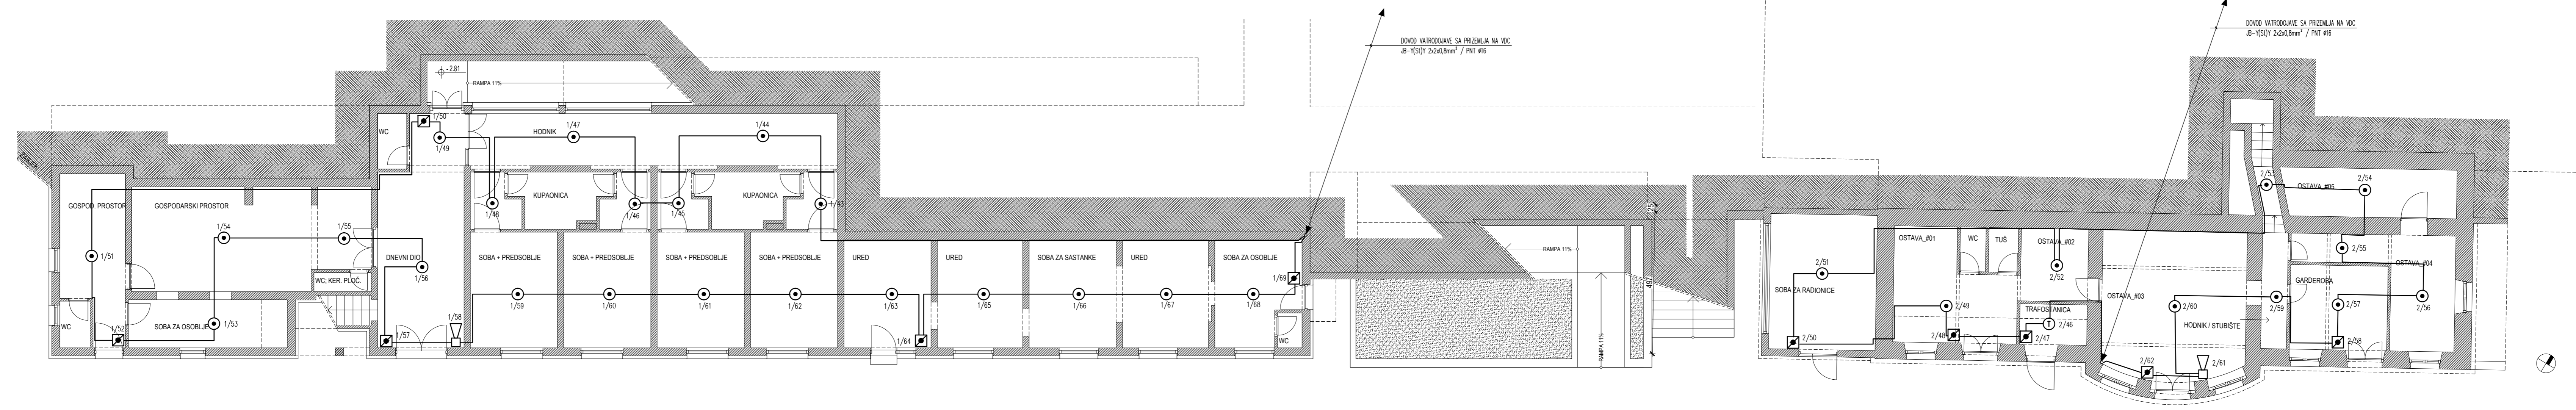 DOVOD VATRODOJAVE SA PRIZEMLJA NA VDC
JB-Y(St)Y 2x2x0,8mm² / PNT #16
DOVOD VATRODOJAVE SA PRIZEMLJA NA VDC
JB-Y(St)Y 2x2x0,8mm² / PNT #16
-2.81
RAMPA 11%
ZASJEK
WC
1/50
1/49
HODNIK
1/47
1/44
KUPAONICA
KUPAONICA
1/48
1/46
1/45
1/43
GOSPOD. PROSTOR
GOSPODARSKI PROSTOR
1/54
1/55
1/51
DNEVNI DIO
1/56
WC; KER. PLOČ.
SOBA + PREDSOBLJE
SOBA + PREDSOBLJE
SOBA + PREDSOBLJE
SOBA + PREDSOBLJE
URED
URED
SOBA ZA SASTANKE
URED
SOBA ZA OSOBLJE
1/69
1/59
1/60
1/61
1/62
1/63
1/65
1/66
1/67
1/68
WC
1/52
SOBA ZA OSOBLJE
1/53
1/57
1/58
1/64
WC
RAMPA 11%
RAMPA 11%
25
497
OSTAVA_#01
WC
TUŠ
OSTAVA_#02
2/51
2/52
SOBA ZA RADIONICE
2/50
2/49
2/48
TRAFOSTANICA
T
2/46
2/47
OSTAVA_#03
2/60
HODNIK / STUBIŠTE
2/59
2/62
2/61
2/53
OSTAVA_#05
2/54
2/55
OSTAVA_#04
GARDEROBA
2/57
2/56
2/58